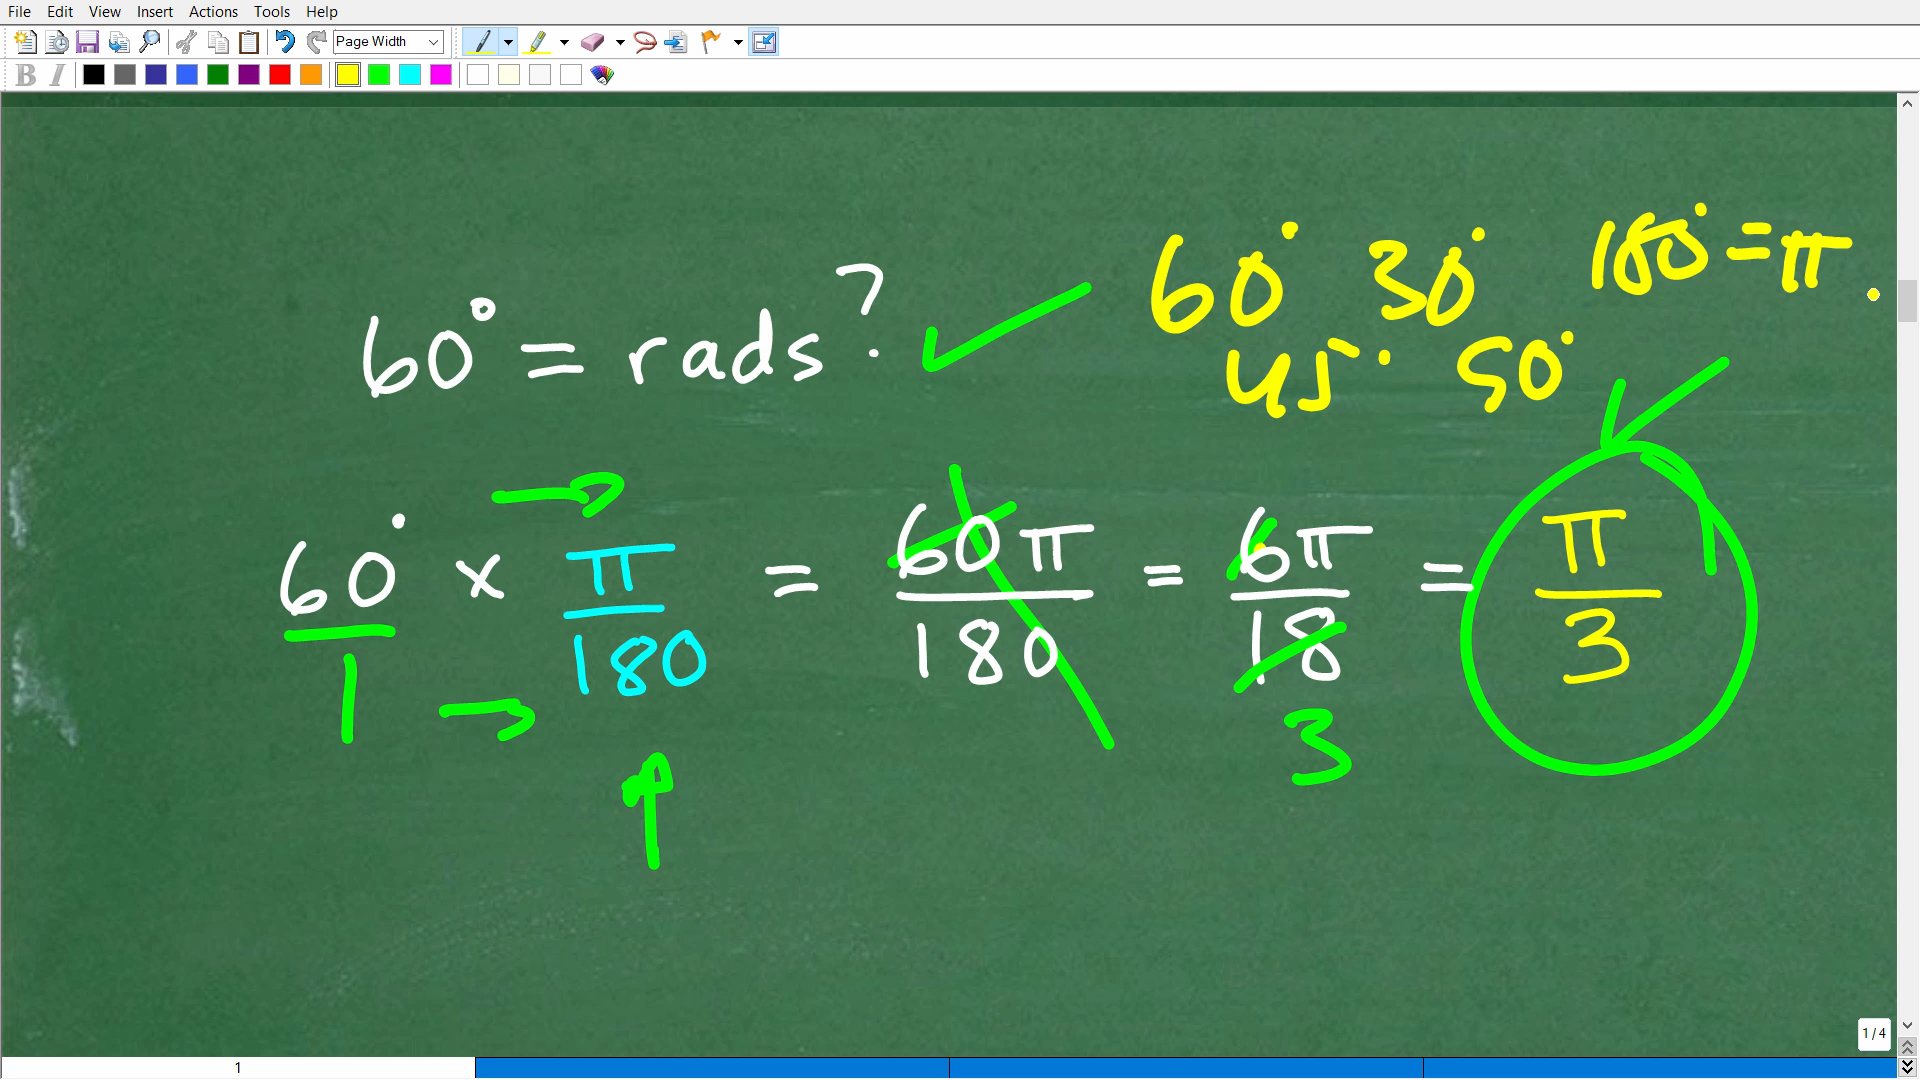 File Edit View Insert Actions Tools Help
Page Width
B I
60° 30° 180° = π
60° = rads?
45° 90°
60° × π = 60π = 6π = π
1 180 180 18 3
3
1 / 4
1